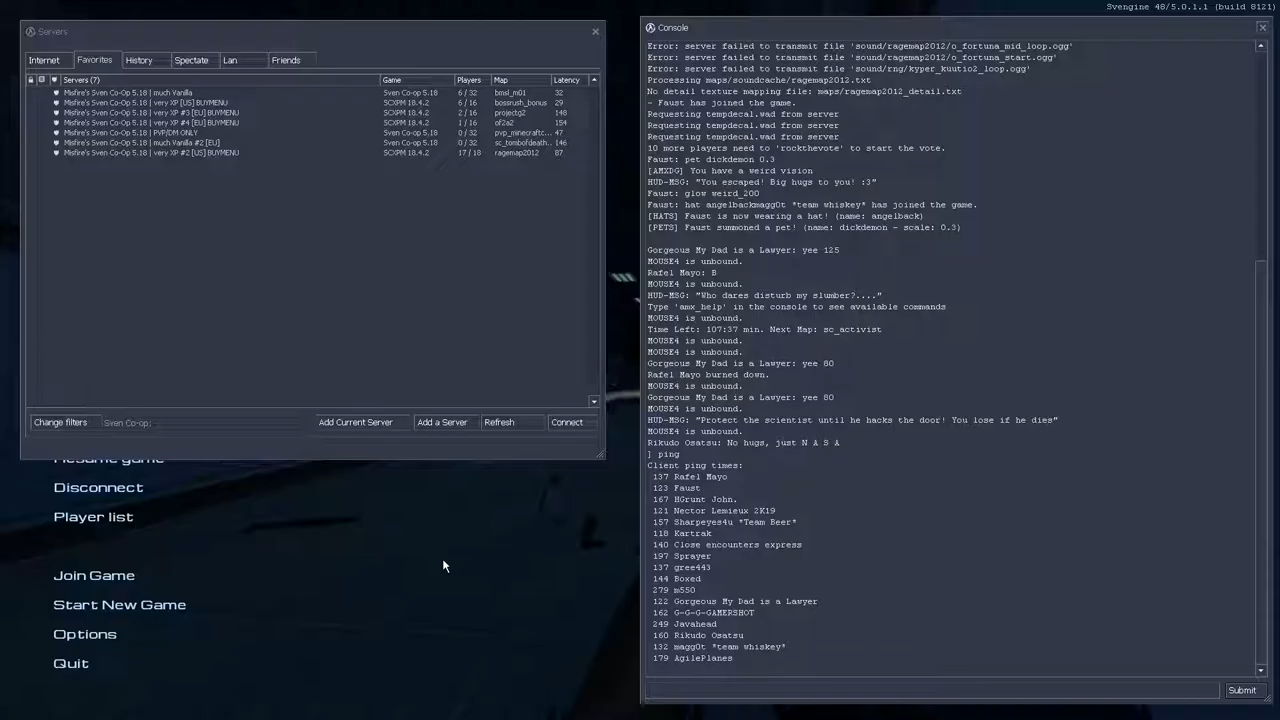 Svengine 48/5.0.1.1 (build 8121)
Servers
Internet Favorites History Spectate Lan Friends
Servers (7) Game Players Map Latency
Misfire's Sven Co-Op 5.18 | much Vanilla Sven Co-op 5.18 6 / 32 bmsl_m01 32
Misfire's Sven Co-Op 5.18 | very XP [US] BUYMENU SCXPM 18.4.2 6 / 16 bossrush_bonus 29
Misfire's Sven Co-Op 5.18 | very XP #3 [EU] BUYMENU SCXPM 18.4.2 2 / 16 projectg2 148
Misfire's Sven Co-Op 5.18 | very XP #4 [EU] BUYMENU SCXPM 18.4.2 1 / 16 of2a2 154
Misfire's Sven Co-Op 5.18 | PVP/DM ONLY Sven Co-op 5.18 0 / 32 pvp_minecraftc... 47
Misfire's Sven Co-Op 5.18 | much Vanilla #2 [EU] Sven Co-op 5.18 0 / 32 sc_tombofdeath... 146
Misfire's Sven Co-Op 5.18 | very XP #2 [US] BUYMENU SCXPM 18.4.2 17 / 18 ragemap2012 87
Change filters Sven Co-op; Add Current Server Add a Server Refresh Connect
Resume game
Disconnect
Player list
Join Game
Start New Game
Options
Quit
Console
Error: server failed to transmit file 'sound/ragemap2012/o_fortuna_mid_loop.ogg'
Error: server failed to transmit file 'sound/ragemap2012/o_fortuna_start.ogg'
Error: server failed to transmit file 'sound/rng/kyper_kuutio2_loop.ogg'
Processing maps/soundcache/ragemap2012.txt
No detail texture mapping file: maps/ragemap2012_detail.txt
- Faust has joined the game.
Requesting tempdecal.wad from server
Requesting tempdecal.wad from server
Requesting tempdecal.wad from server
10 more players need to 'rockthevote' to start the vote.
Faust: pet dickdemon 0.3
[AMXDG] You have a weird vision
HUD-MSG: "You escaped! Big hugs to you! :3"
Faust: glow weird_200
Faust: hat angelbackmagg0t *team whiskey* has joined the game.
[HATS] Faust is now wearing a hat! (name: angelback)
[PETS] Faust summoned a pet! (name: dickdemon - scale: 0.3)
Gorgeous My Dad is a Lawyer: yee 125
MOUSE4 is unbound.
Rafel Mayo: B
MOUSE4 is unbound.
HUD-MSG: "Who dares disturb my slumber?...."
Type 'amx_help' in the console to see available commands
MOUSE4 is unbound.
Time Left: 107:37 min. Next Map: sc_activist
MOUSE4 is unbound.
MOUSE4 is unbound.
Gorgeous My Dad is a Lawyer: yee 80
Rafel Mayo burned down.
MOUSE4 is unbound.
Gorgeous My Dad is a Lawyer: yee 80
MOUSE4 is unbound.
HUD-MSG: "Protect the scientist until he hacks the door! You lose if he dies"
MOUSE4 is unbound.
Rikudo Osatsu: No hugs, just N A S A
] ping
Client ping times:
137 Rafel Mayo
123 Faust
167 HGrunt John.
121 Nector Lemieux 2K19
157 Sharpeyes4u *Team Beer*
118 Kartrak
140 Close encounters express
197 Sprayer
137 gree443
144 Boxed
279 m550
122 Gorgeous My Dad is a Lawyer
162 G-G-G-GAMERSHOT
249 Javahead
160 Rikudo Osatsu
132 magg0t *team whiskey*
179 AgilePlanes
Submit